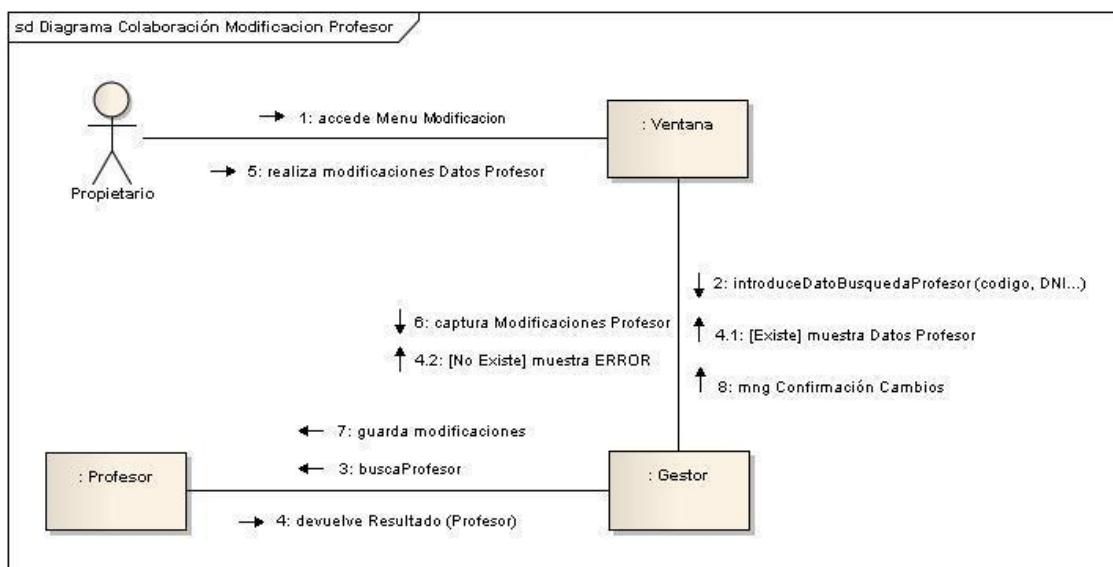 sd Diagrama Colaboración Modificacion Profesor
1: accede Menu Modificacion
: Ventana
5: realiza modificaciones Datos Profesor
Propietario
2: introduceDatoBusquedaProfesor (codigo, DNI...)
6: captura Modificaciones Profesor
4.1: [Existe] muestra Datos Profesor
4.2: [No Existe] muestra ERROR
8: mng Confirmación Cambios
7: guarda modificaciones
: Profesor
3: buscaProfesor
: Gestor
4: devuelve Resultado (Profesor)